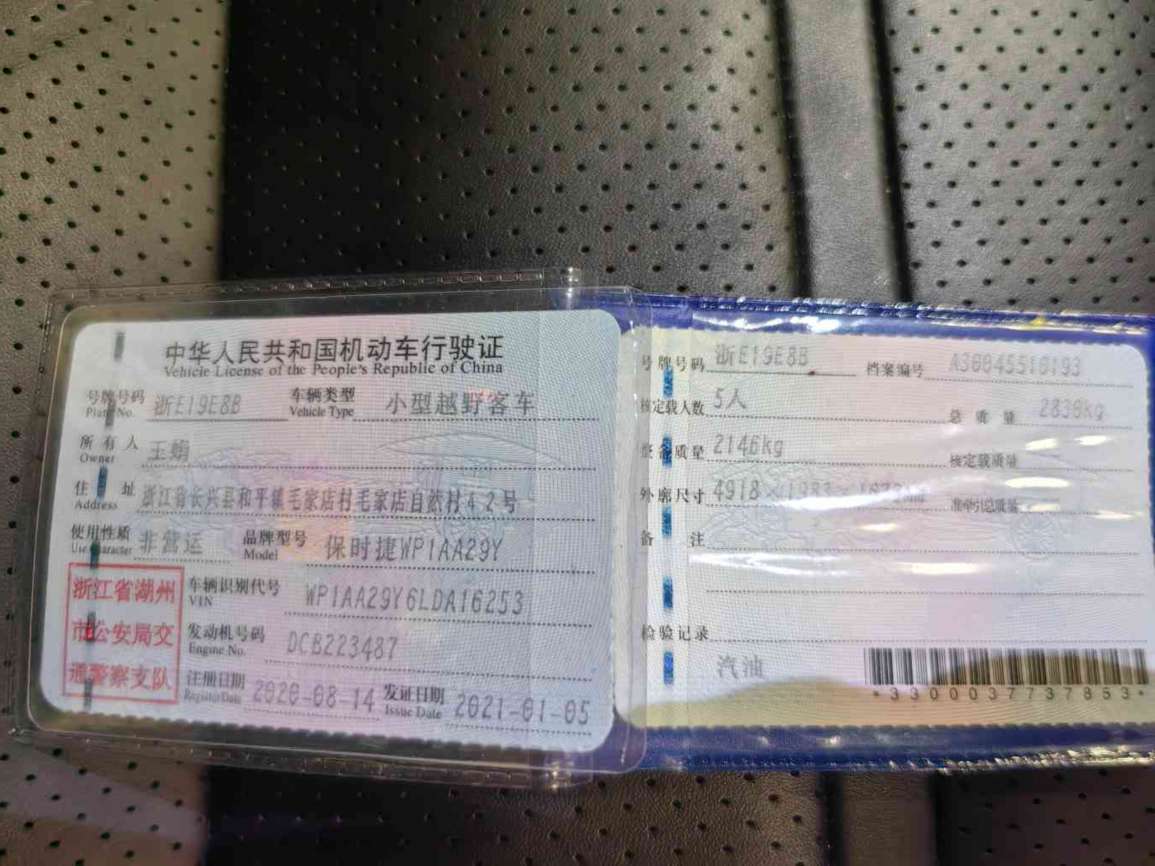 中华人民共和国机动车行驶证
Vehicle License of the People's Republic of China
号牌号码 浙E19E8B 车辆类型 小型越野客车
Plate No. Vehicle Type
所有人 王娟
Owner
住址 浙江省长兴县和平镇毛家店村毛家店自然村42号
Address
使用性质 非营运 品牌型号 保时捷WP1AA29Y
Use Character Model
浙江省湖州
市公安局交
通警察支队
车辆识别代号 WP1AA29Y6LDA16253
VIN
发动机号码 DCB223487
Engine No.
注册日期 2020-08-14 发证日期 2021-01-05
Register Date Issue Date
号牌号码 浙E19E8B 档案编号
核定载人数 5人 总质量
整备质量 2146kg 核定载质量
外廓尺寸 4918× 准牵引总质量
备注
检验记录
汽油
*3300037737853*